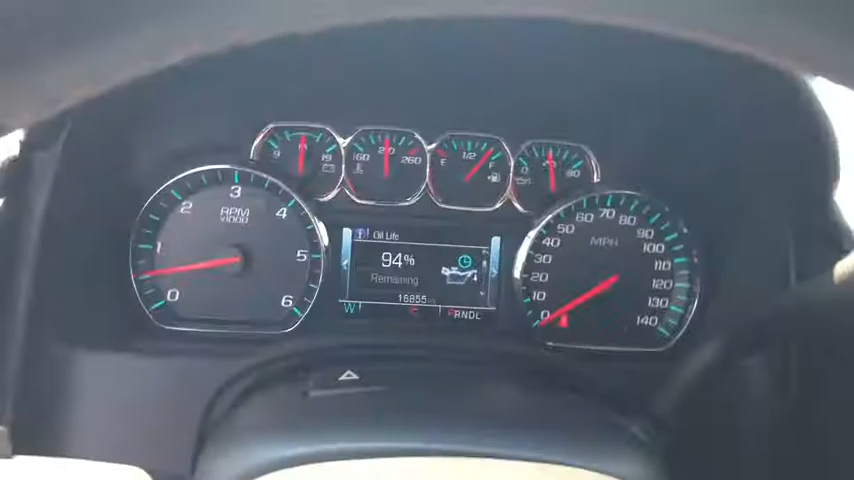 9 19
160 210 260
E 1/2 F
0 40 80
RPM
X1000
0 1 2 3 4 5 6
Oil Life
94%
Remaining
16855
W
PRNDL
MPH
0 10 20 30 40 50 60 70 80 90 100 110 120 130 140